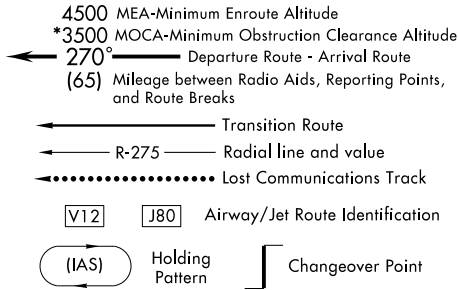 4500 MEA-Minimum Enroute Altitude
*3500 MOCA-Minimum Obstruction Clearance Altitude
270° Departure Route - Arrival Route
(65) Mileage between Radio Aids, Reporting Points,
and Route Breaks
Transition Route
R-275 Radial line and value
Lost Communications Track
V12 J80 Airway/Jet Route Identification
(IAS) Holding Pattern Changeover Point